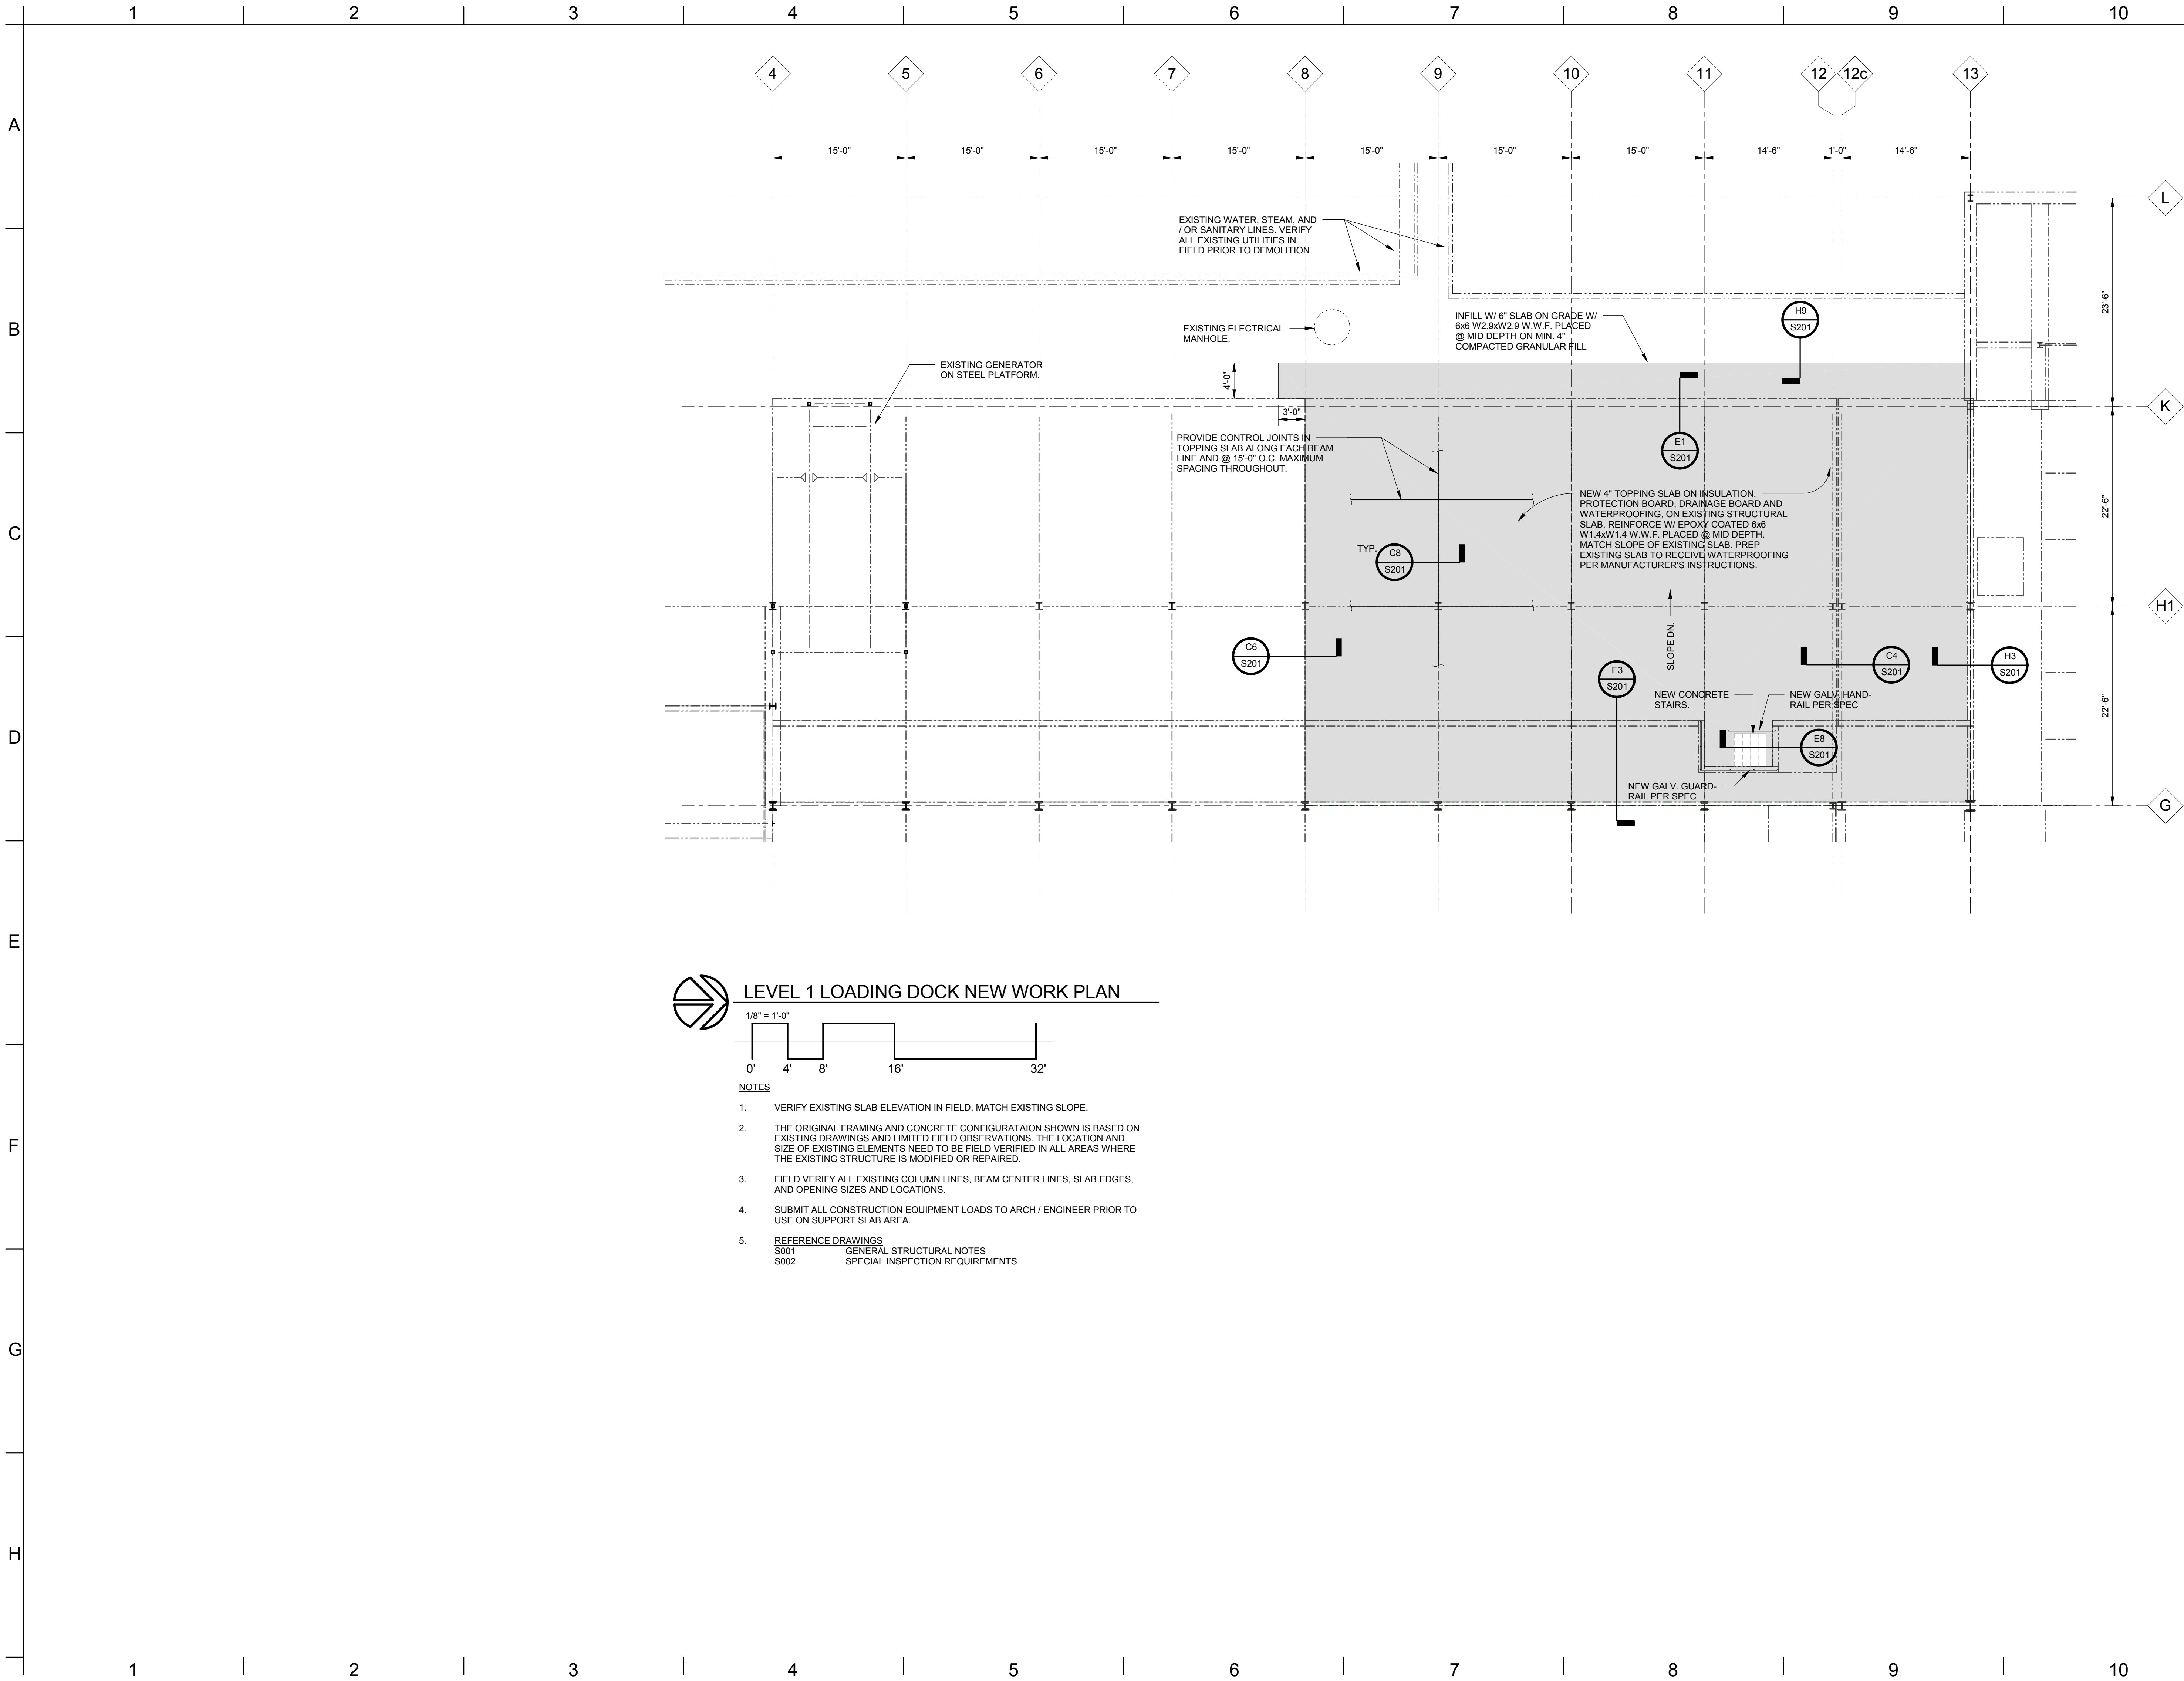 1 2 3 4 5 6 7 8 9 10
A
B
C
D
E
F
G
H
4 5 6 7 8 9 10 11 12 12c 13
15'-0" 15'-0" 15'-0" 15'-0" 15'-0" 15'-0" 15'-0" 14'-6" 1'-0" 14'-6"
L
EXISTING WATER, STEAM, AND
/ OR SANITARY LINES. VERIFY
ALL EXISTING UTILITIES IN
FIELD PRIOR TO DEMOLITION
23'-6"
EXISTING ELECTRICAL
MANHOLE.
INFILL W/ 6" SLAB ON GRADE W/
6x6 W2.9xW2.9 W.W.F. PLACED
@ MID DEPTH ON MIN. 4"
COMPACTED GRANULAR FILL
H9
S201
EXISTING GENERATOR
ON STEEL PLATFORM.
4'-0"
3'-0"
K
PROVIDE CONTROL JOINTS IN
TOPPING SLAB ALONG EACH BEAM
LINE AND @ 15'-0" O.C. MAXIMUM
SPACING THROUGHOUT.
E1
S201
NEW 4" TOPPING SLAB ON INSULATION,
PROTECTION BOARD, DRAINAGE BOARD AND
WATERPROOFING, ON EXISTING STRUCTURAL
SLAB. REINFORCE W/ EPOXY COATED 6x6
W1.4xW1.4 W.W.F. PLACED @ MID DEPTH.
MATCH SLOPE OF EXISTING SLAB. PREP
EXISTING SLAB TO RECEIVE WATERPROOFING
PER MANUFACTURER'S INSTRUCTIONS.
22'-6"
TYP.
C8
S201
H1
SLOPE DN.
C6
S201
E3
S201
C4
S201
H3
S201
NEW CONCRETE
STAIRS.
NEW GALV. HAND-
RAIL PER SPEC
22'-6"
E8
S201
NEW GALV. GUARD-
RAIL PER SPEC
G
LEVEL 1 LOADING DOCK NEW WORK PLAN
1/8" = 1'-0"
0' 4' 8' 16' 32'
NOTES
1. VERIFY EXISTING SLAB ELEVATION IN FIELD. MATCH EXISTING SLOPE.
2. THE ORIGINAL FRAMING AND CONCRETE CONFIGURATAION SHOWN IS BASED ON
EXISTING DRAWINGS AND LIMITED FIELD OBSERVATIONS. THE LOCATION AND
SIZE OF EXISTING ELEMENTS NEED TO BE FIELD VERIFIED IN ALL AREAS WHERE
THE EXISTING STRUCTURE IS MODIFIED OR REPAIRED.
3. FIELD VERIFY ALL EXISTING COLUMN LINES, BEAM CENTER LINES, SLAB EDGES,
AND OPENING SIZES AND LOCATIONS.
4. SUBMIT ALL CONSTRUCTION EQUIPMENT LOADS TO ARCH / ENGINEER PRIOR TO
USE ON SUPPORT SLAB AREA.
5. REFERENCE DRAWINGS
S001 GENERAL STRUCTURAL NOTES
S002 SPECIAL INSPECTION REQUIREMENTS
1 2 3 4 5 6 7 8 9 10